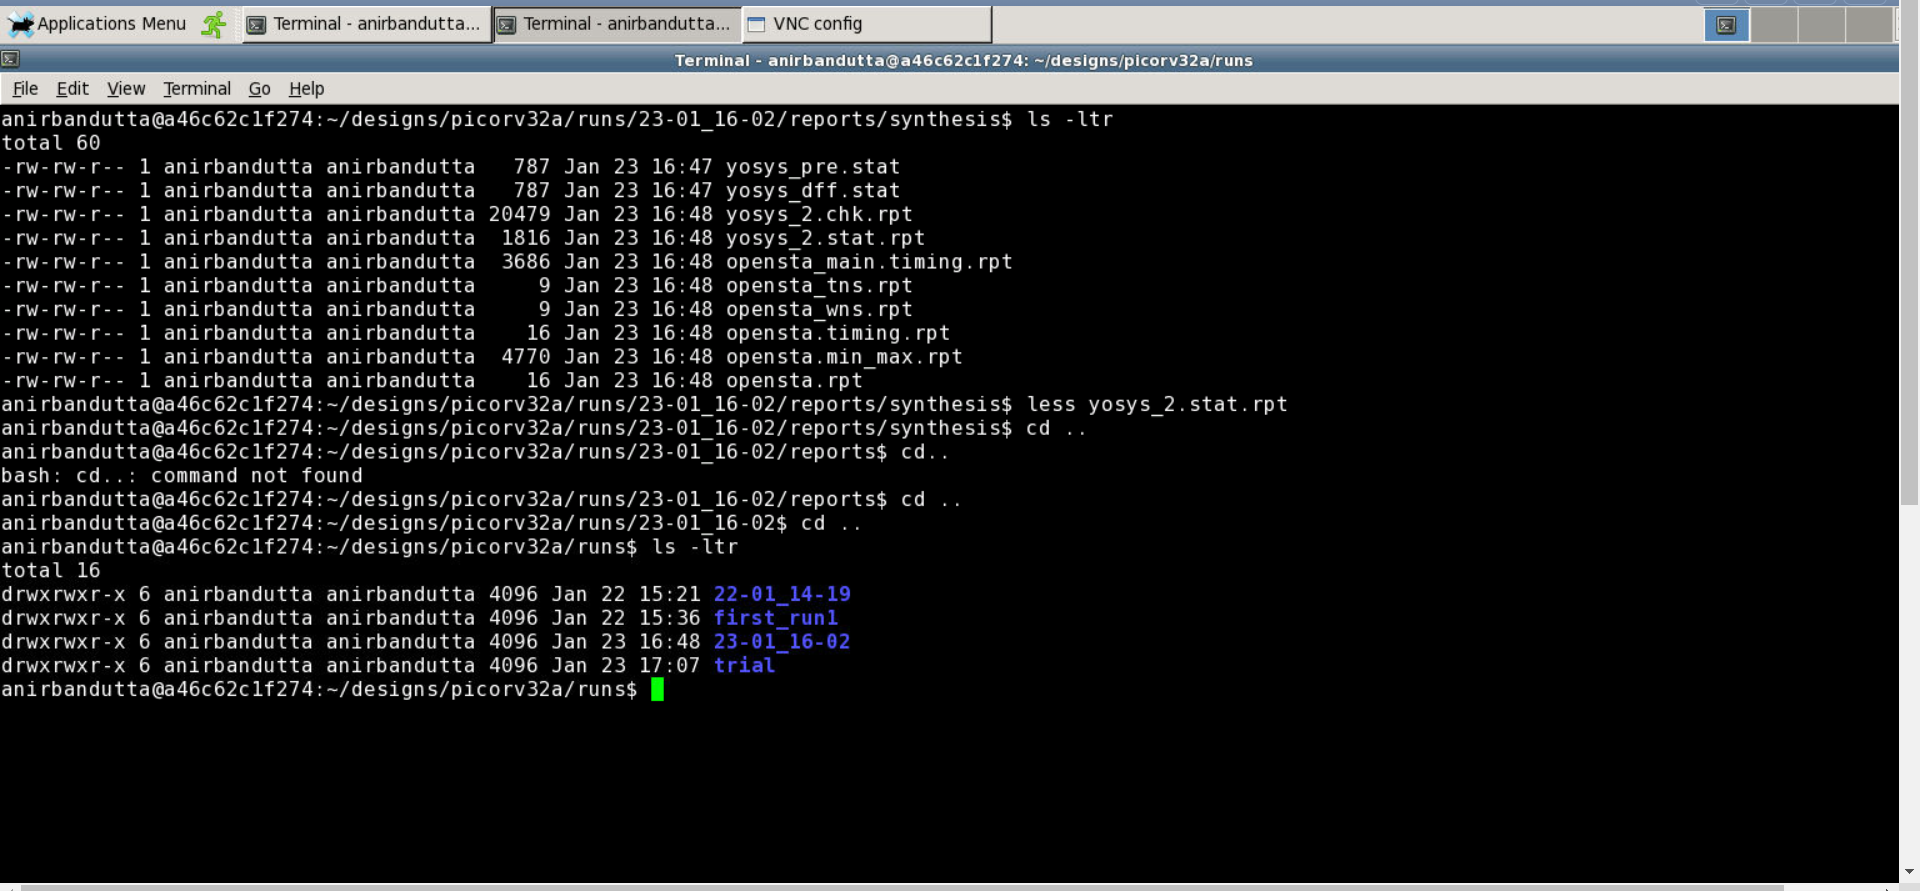 Applications Menu
Terminal - anirbandutta...
Terminal - anirbandutta...
VNC config
Terminal - anirbandutta@a46c62c1f274: ~/designs/picorv32a/runs
File Edit View Terminal Go Help
anirbandutta@a46c62c1f274:~/designs/picorv32a/runs/23-01_16-02/reports/synthesis$ ls -ltr
total 60
-rw-rw-r-- 1 anirbandutta anirbandutta   787 Jan 23 16:47 yosys_pre.stat
-rw-rw-r-- 1 anirbandutta anirbandutta   787 Jan 23 16:47 yosys_dff.stat
-rw-rw-r-- 1 anirbandutta anirbandutta 20479 Jan 23 16:48 yosys_2.chk.rpt
-rw-rw-r-- 1 anirbandutta anirbandutta  1816 Jan 23 16:48 yosys_2.stat.rpt
-rw-rw-r-- 1 anirbandutta anirbandutta  3686 Jan 23 16:48 opensta_main.timing.rpt
-rw-rw-r-- 1 anirbandutta anirbandutta     9 Jan 23 16:48 opensta_tns.rpt
-rw-rw-r-- 1 anirbandutta anirbandutta     9 Jan 23 16:48 opensta_wns.rpt
-rw-rw-r-- 1 anirbandutta anirbandutta    16 Jan 23 16:48 opensta.timing.rpt
-rw-rw-r-- 1 anirbandutta anirbandutta  4770 Jan 23 16:48 opensta.min_max.rpt
-rw-rw-r-- 1 anirbandutta anirbandutta    16 Jan 23 16:48 opensta.rpt
anirbandutta@a46c62c1f274:~/designs/picorv32a/runs/23-01_16-02/reports/synthesis$ less yosys_2.stat.rpt
anirbandutta@a46c62c1f274:~/designs/picorv32a/runs/23-01_16-02/reports/synthesis$ cd ..
anirbandutta@a46c62c1f274:~/designs/picorv32a/runs/23-01_16-02/reports$ cd..
bash: cd..: command not found
anirbandutta@a46c62c1f274:~/designs/picorv32a/runs/23-01_16-02/reports$ cd ..
anirbandutta@a46c62c1f274:~/designs/picorv32a/runs/23-01_16-02$ cd ..
anirbandutta@a46c62c1f274:~/designs/picorv32a/runs$ ls -ltr
total 16
drwxrwxr-x 6 anirbandutta anirbandutta 4096 Jan 22 15:21 22-01_14-19
drwxrwxr-x 6 anirbandutta anirbandutta 4096 Jan 22 15:36 first_run1
drwxrwxr-x 6 anirbandutta anirbandutta 4096 Jan 23 16:48 23-01_16-02
drwxrwxr-x 6 anirbandutta anirbandutta 4096 Jan 23 17:07 trial
anirbandutta@a46c62c1f274:~/designs/picorv32a/runs$